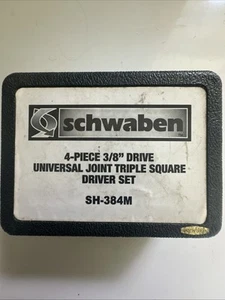 schwaben
4-PIECE 3/8" DRIVE
UNIVERSAL JOINT TRIPLE SQUARE
DRIVER SET
SH-384M